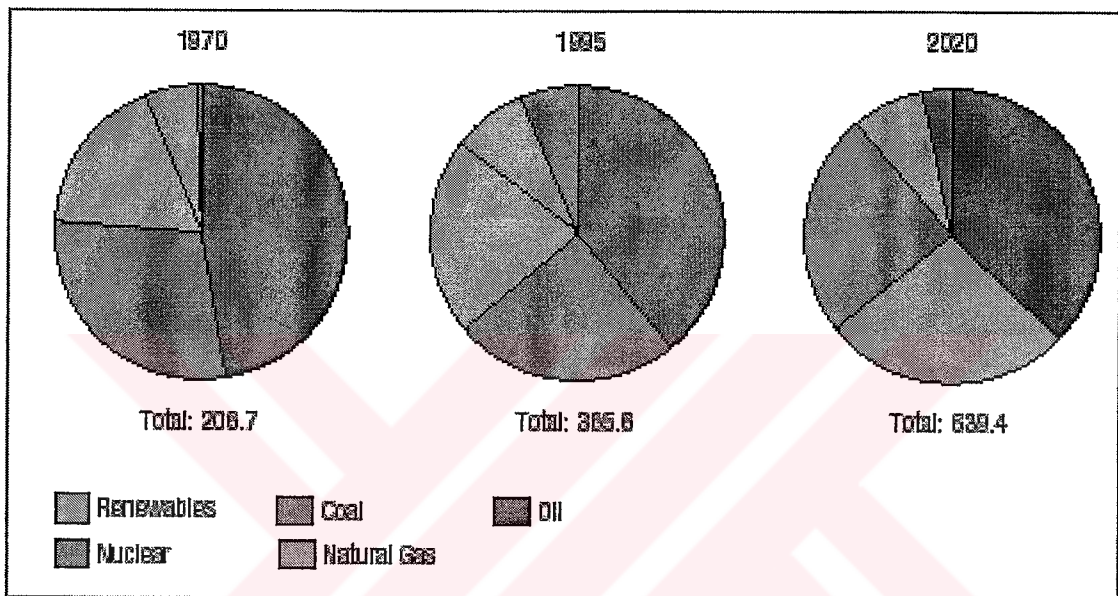 1970 1995 2020
Total: 206.7 Total: 365.6 Total: 639.4
Renewables Coal Oil
Nuclear Natural Gas